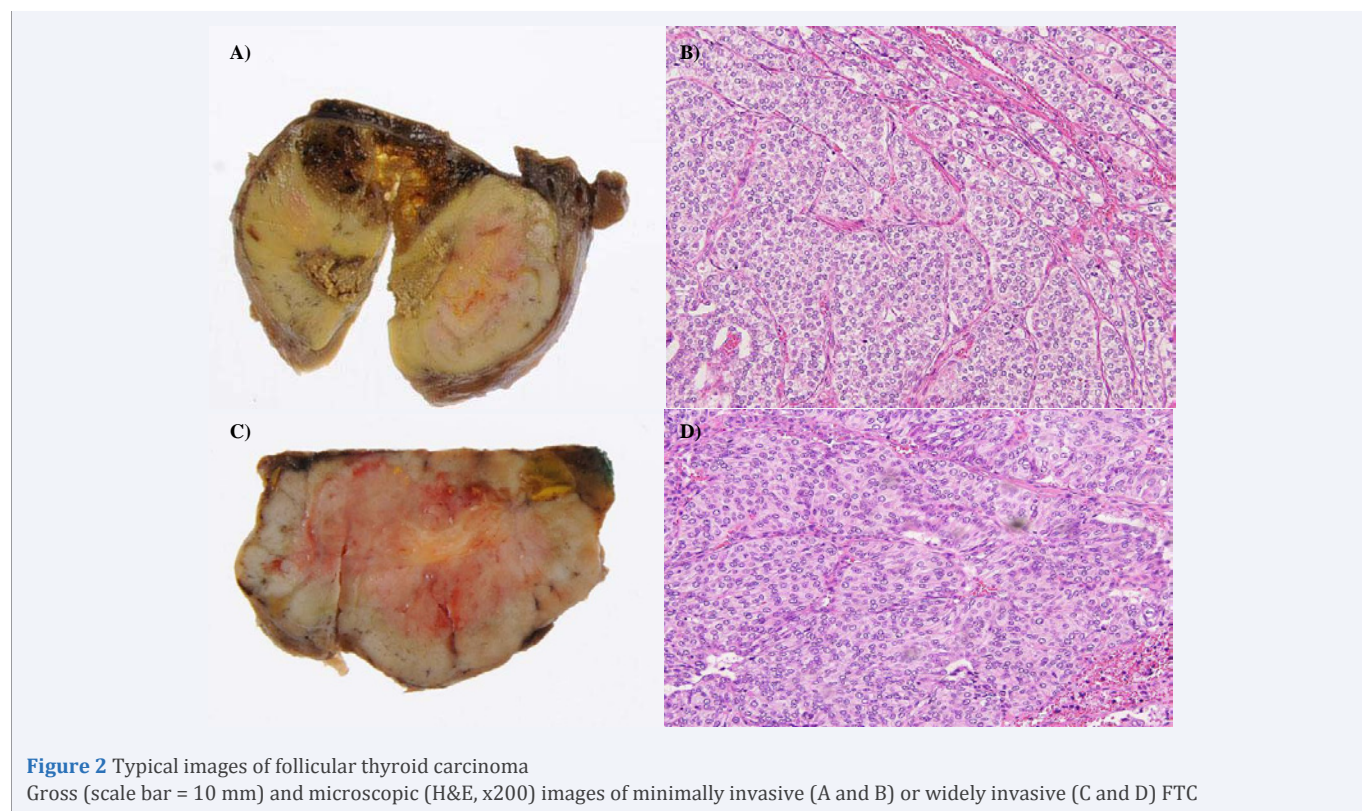 A)
B)
C)
D)
Figure 2 Typical images of follicular thyroid carcinoma
Gross (scale bar = 10 mm) and microscopic (H&E, x200) images of minimally invasive (A and B) or widely invasive (C and D) FTC